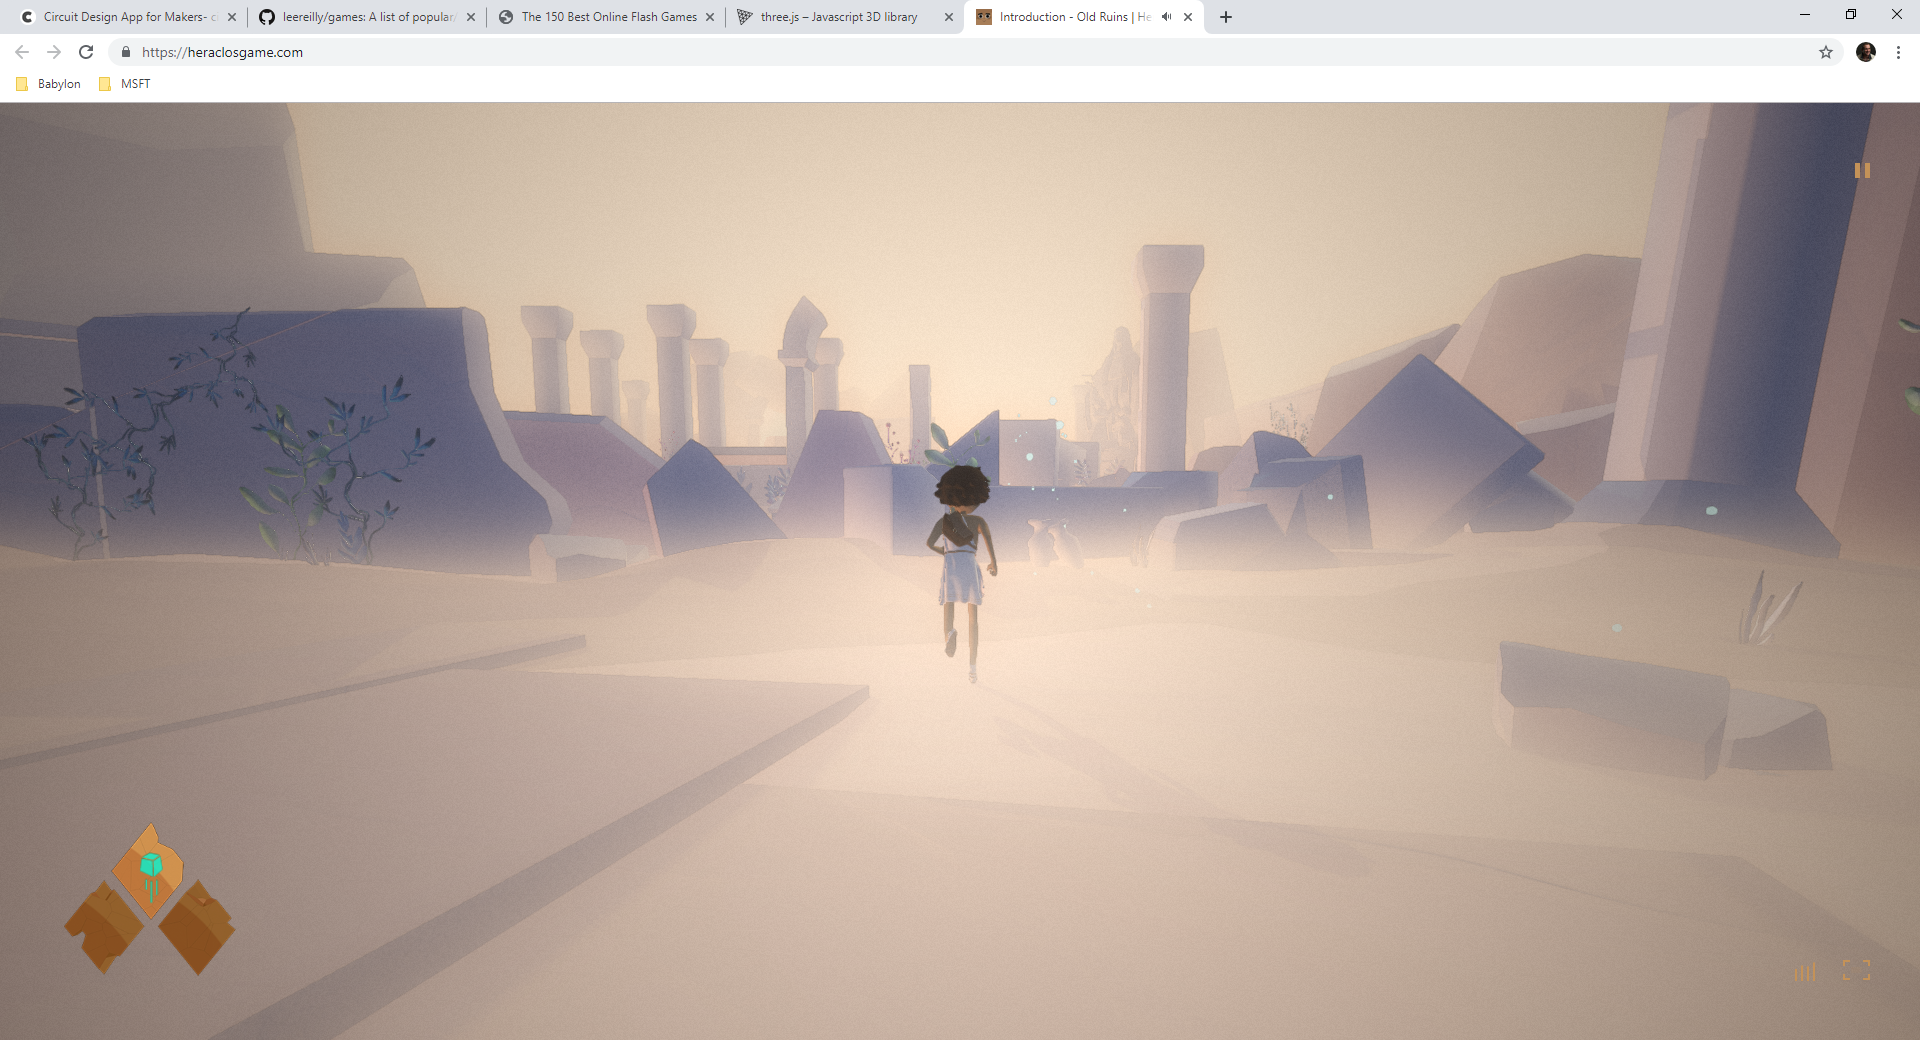 Circuit Design App for Makers- c
leereilly/games: A list of popular/
The 150 Best Online Flash Games
three.js – Javascript 3D library
Introduction - Old Ruins | He
https://heraclosgame.com
Babylon
MSFT